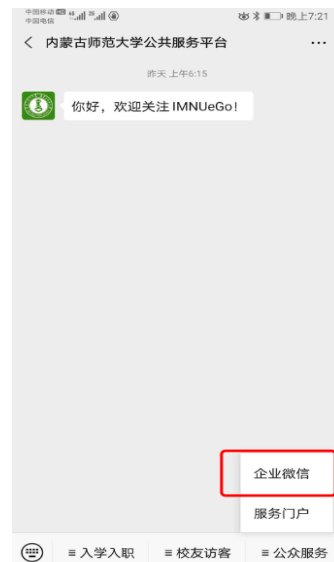 中国移动 HD 46 26 晚上7:21
中国电信
内蒙古师范大学公共服务平台
昨天 上午6:15
你好，欢迎关注IMNUeGo!
企业微信
服务门户
入学入职 校友访客 公众服务